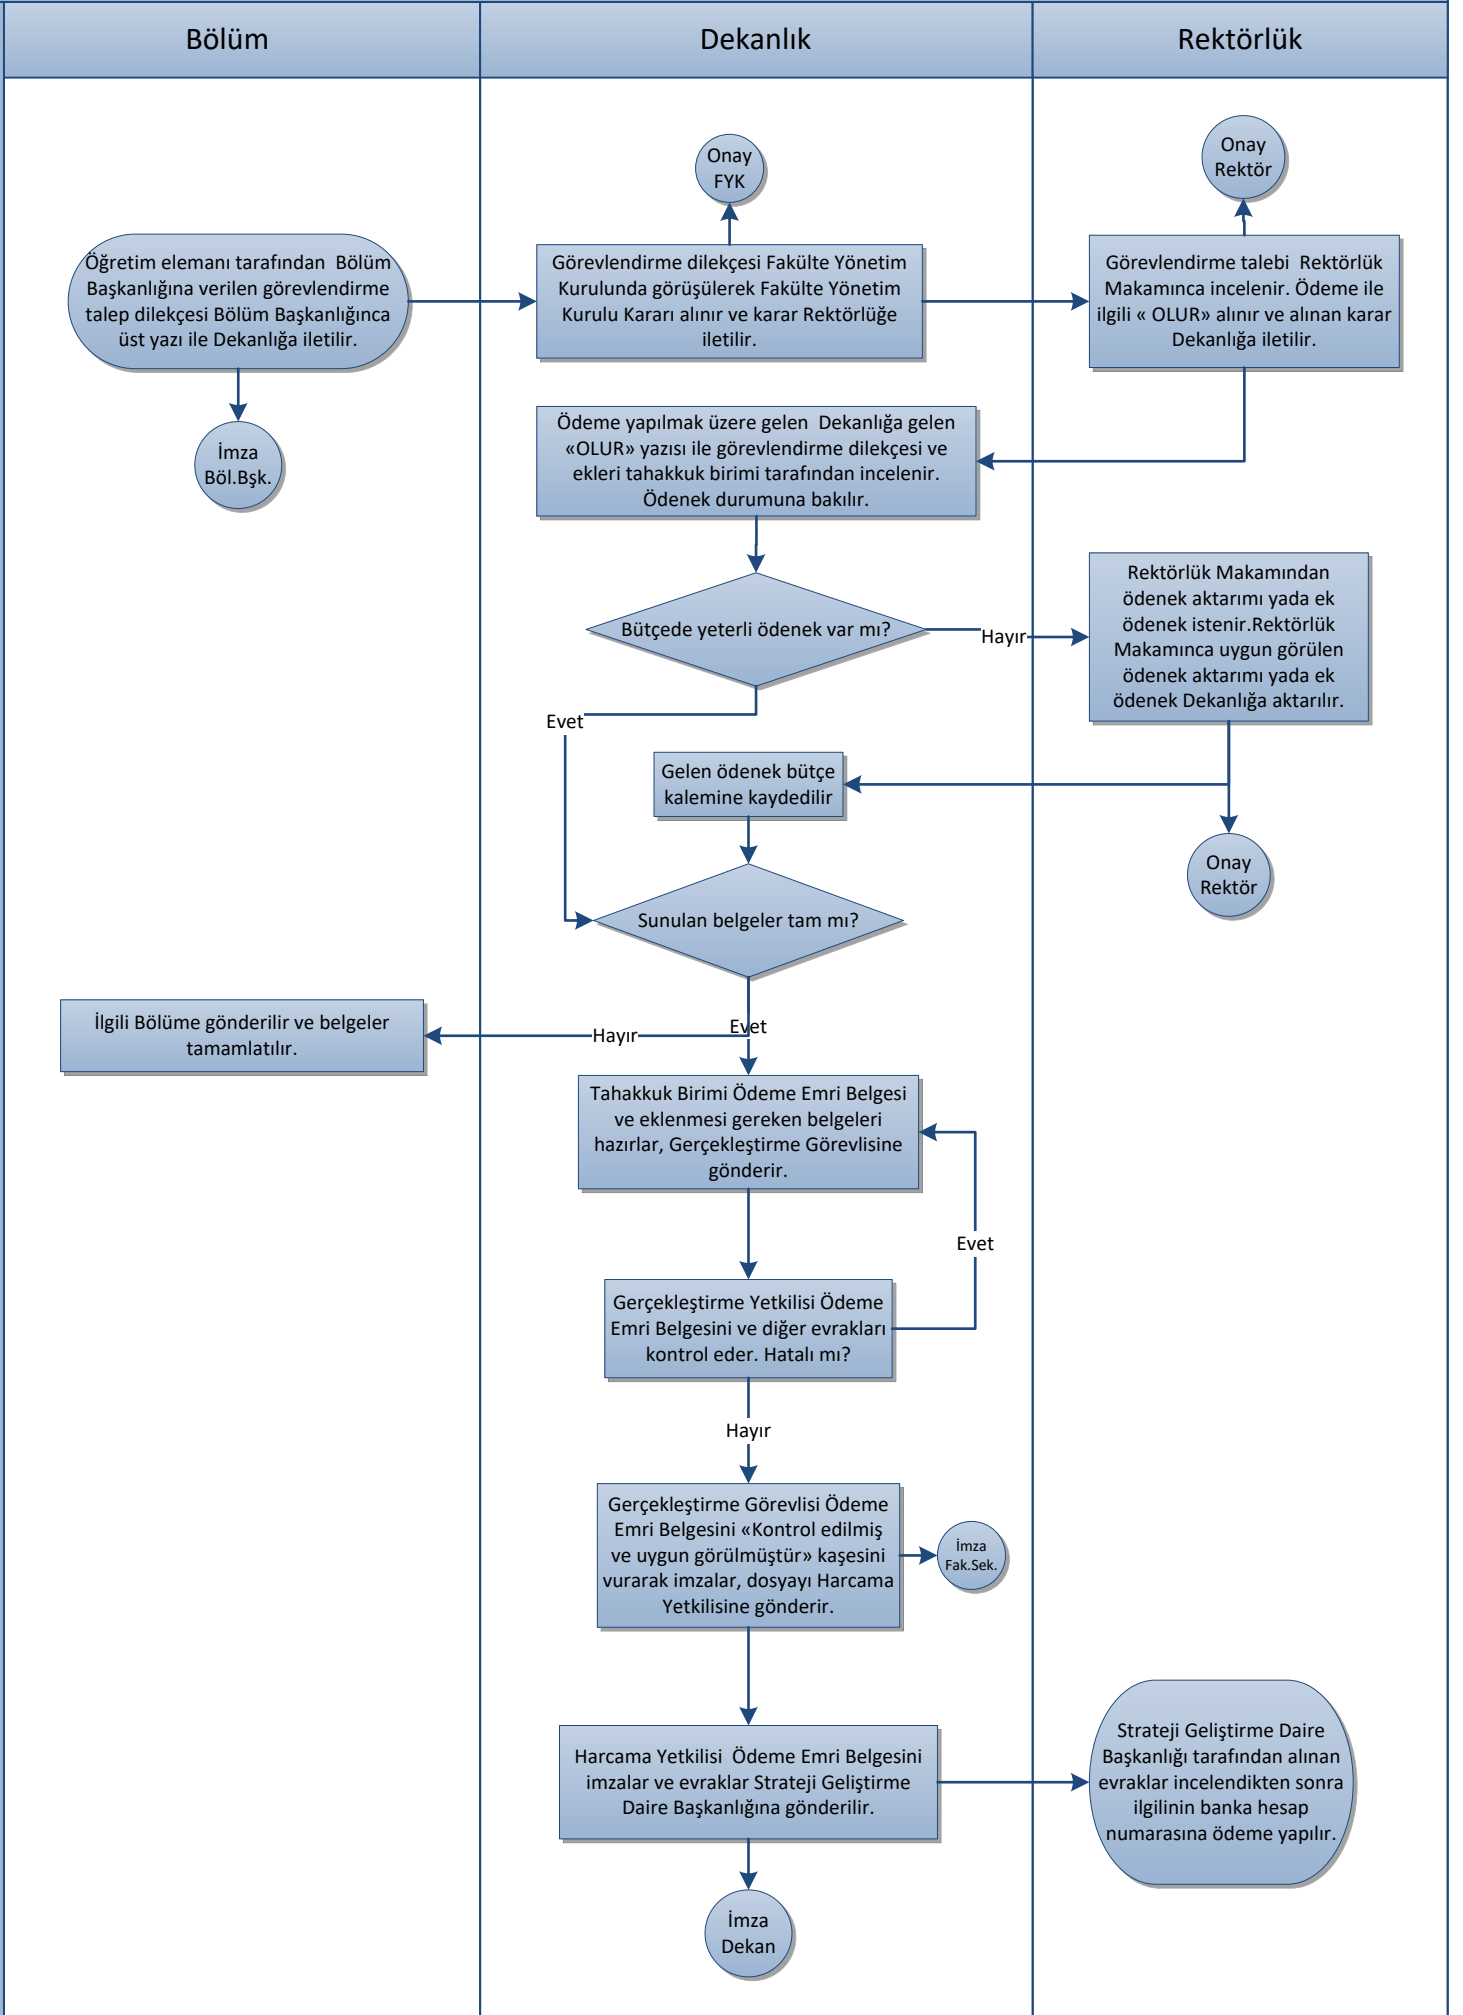 Bölüm
Dekanlık
Rektörlük
Onay
FYK
Onay
Rektör
Öğretim elemanı tarafından Bölüm
Başkanlığına verilen görevlendirme
talep dilekçesi Bölüm Başkanlığınca
üst yazı ile Dekanlığa iletilir.
Görevlendirme dilekçesi Fakülte Yönetim
Kurulunda görüşülerek Fakülte Yönetim
Kurulu Kararı alınır ve karar Rektörlüğe
iletilir.
Görevlendirme talebi Rektörlük
Makamınca incelenir. Ödeme ile
ilgili « OLUR» alınır ve alınan karar
Dekanlığa iletilir.
İmza
Böl.Bşk.
Ödeme yapılmak üzere gelen Dekanlığa gelen
«OLUR» yazısı ile görevlendirme dilekçesi ve
ekleri tahakkuk birimi tarafından incelenir.
Ödenek durumuna bakılır.
Bütçede yeterli ödenek var mı?
Hayır
Rektörlük Makamından
ödenek aktarımı yada ek
ödenek istenir.Rektörlük
Makamınca uygun görülen
ödenek aktarımı yada ek
ödenek Dekanlığa aktarılır.
Evet
Gelen ödenek bütçe
kalemine kaydedilir
Onay
Rektör
Sunulan belgeler tam mı?
İlgili Bölüme gönderilir ve belgeler
tamamlatılır.
Hayır
Evet
Tahakkuk Birimi Ödeme Emri Belgesi
ve eklenmesi gereken belgeleri
hazırlar, Gerçekleştirme Görevlisine
gönderir.
Evet
Gerçekleştirme Yetkilisi Ödeme
Emri Belgesini ve diğer evrakları
kontrol eder. Hatalı mı?
Hayır
Gerçekleştirme Görevlisi Ödeme
Emri Belgesini «Kontrol edilmiş
ve uygun görülmüştür» kaşesini
vurarak imzalar, dosyayı Harcama
Yetkilisine gönderir.
İmza
Fak.Sek.
Harcama Yetkilisi Ödeme Emri Belgesini
imzalar ve evraklar Strateji Geliştirme
Daire Başkanlığına gönderilir.
Strateji Geliştirme Daire
Başkanlığı tarafından alınan
evraklar incelendikten sonra
ilgilinin banka hesap
numarasına ödeme yapılır.
İmza
Dekan